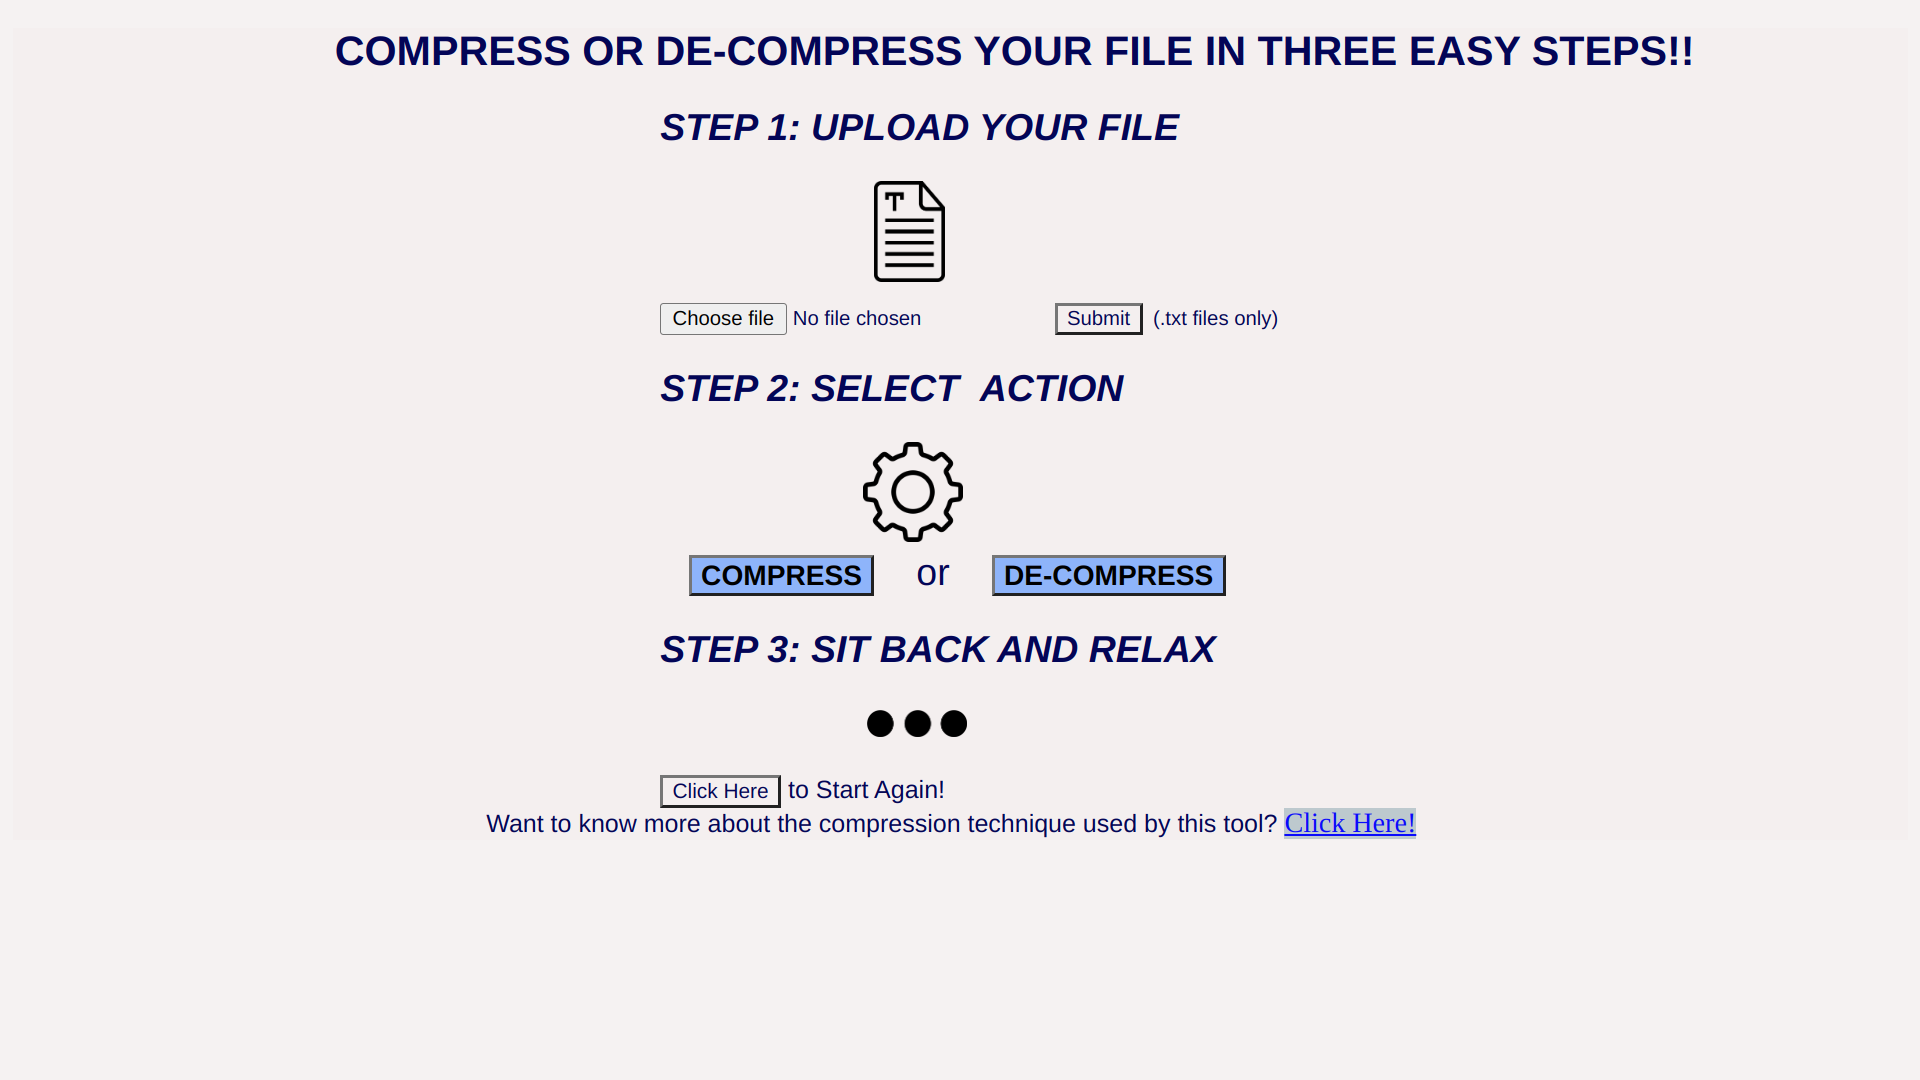 COMPRESS OR DE-COMPRESS YOUR FILE IN THREE EASY STEPS!!
STEP 1: UPLOAD YOUR FILE
T
Choose file No file chosen Submit (.txt files only)
STEP 2: SELECT  ACTION
COMPRESS or DE-COMPRESS
STEP 3: SIT BACK AND RELAX
Click Here to Start Again!
Want to know more about the compression technique used by this tool? Click Here!